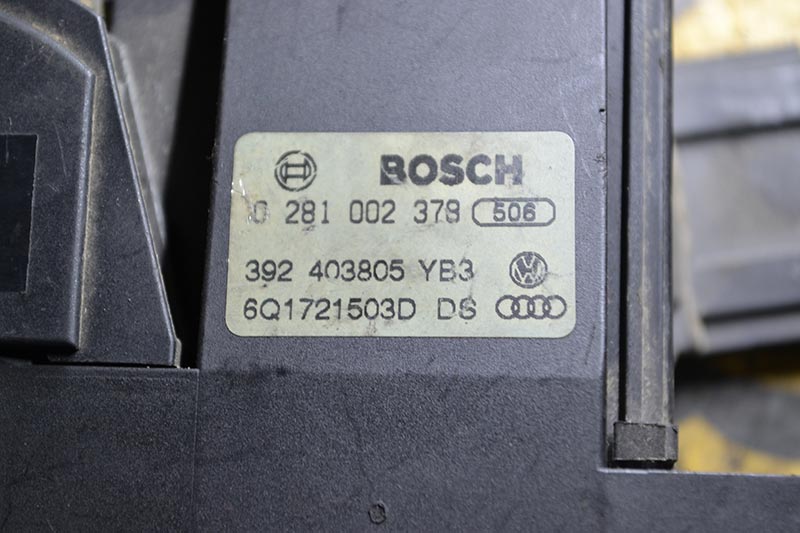 BOSCH
0 281 002 378 506
392 403805 YB3
6Q1721503D DS